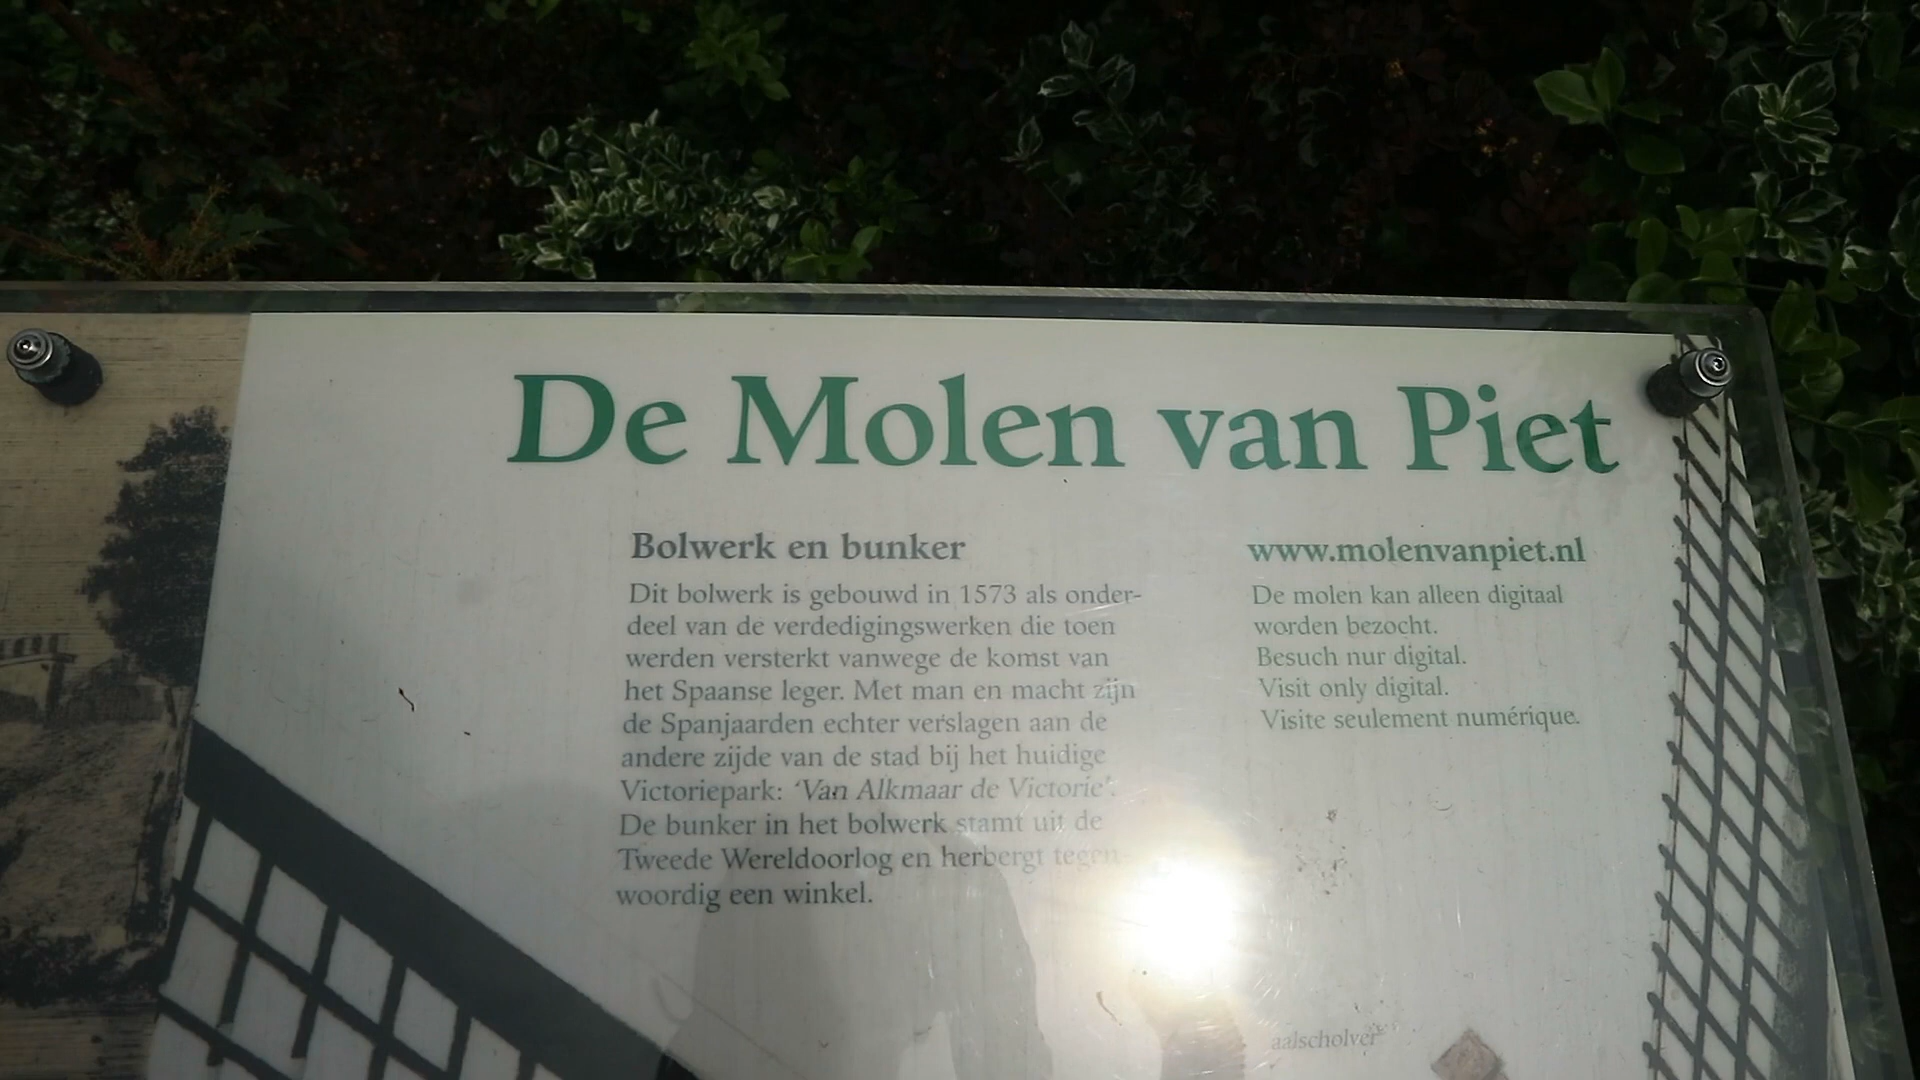 De Molen van Piet
Bolwerk en bunker
Dit bolwerk is gebouwd in 1573 als onder-
deel van de verdedigingswerken die toen
werden versterkt vanwege de komst van
het Spaanse leger. Met man en macht zijn
de Spanjaarden echter verslagen aan de
andere zijde van de stad bij het huidige
Victoriepark: ‘Van Alkmaar de Victorie’.
De bunker in het bolwerk stamt uit de
Tweede Wereldoorlog en herbergt tegen-
woordig een winkel.
www.molenvanpiet.nl
De molen kan alleen digitaal
worden bezocht.
Besuch nur digital.
Visit only digital.
Visite seulement numérique.
aalscholver